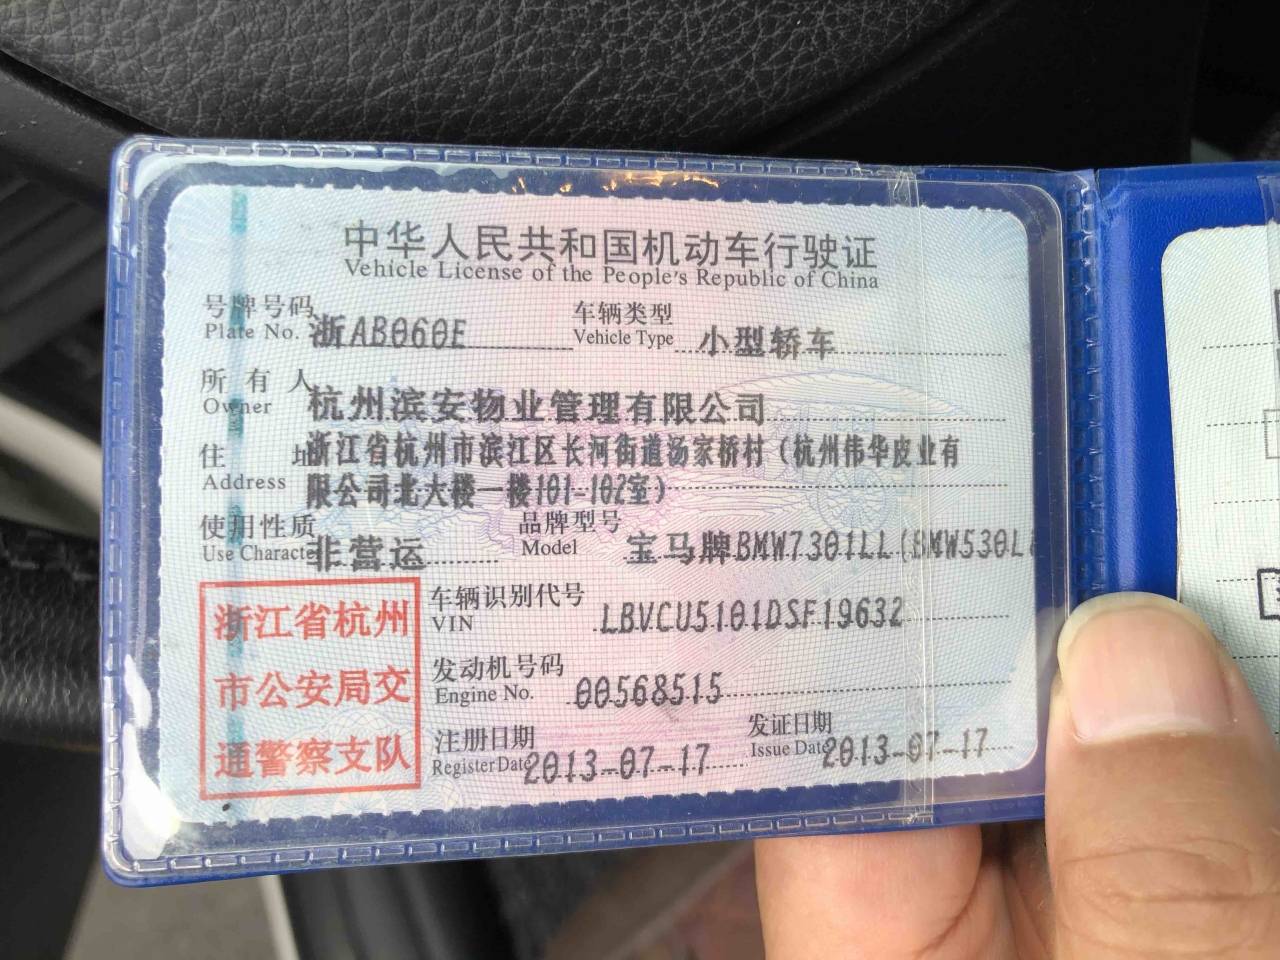 中华人民共和国机动车行驶证
Vehicle License of the People's Republic of China
号牌号码 浙AB060E 车辆类型 小型轿车
Plate No. Vehicle Type
所有人 杭州滨安物业管理有限公司
Owner
住址 浙江省杭州市滨江区长河街道汤家桥村（杭州伟华皮业有
Address 限公司北大楼一楼101-102室）
使用性质 非营运 品牌型号 宝马牌BMW7301LL(BMW530L
Use Character Model
浙江省杭州
市公安局交
通警察支队
车辆识别代号 LBVCU5101DSF19632
VIN
发动机号码 00568515
Engine No.
注册日期 2013-07-17 发证日期 2013-07-17
Register Date Issue Date